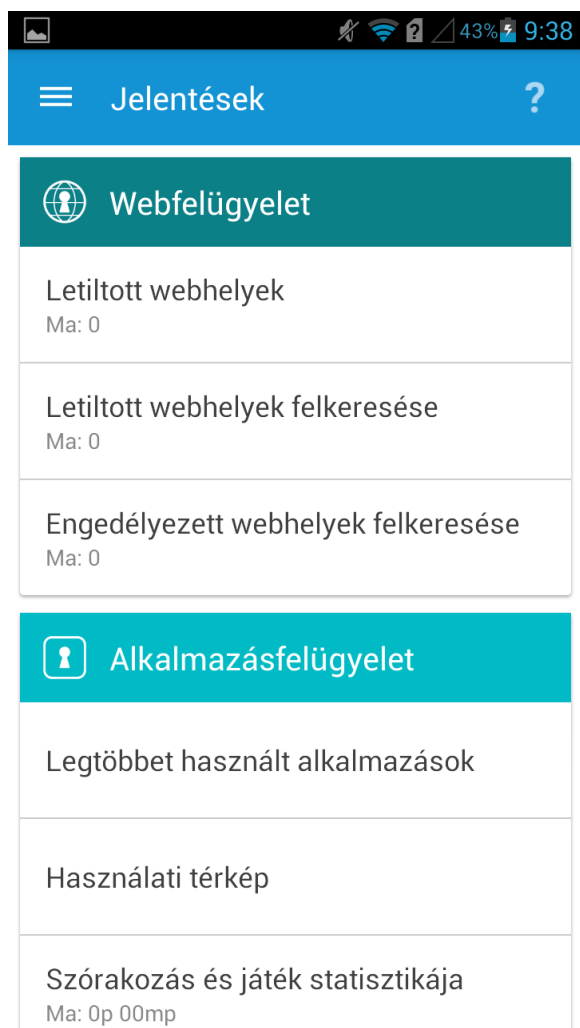 43% 9:38
Jelentések ?
Webfelügyelet
Letiltott webhelyek
Ma: 0
Letiltott webhelyek felkeresése
Ma: 0
Engedélyezett webhelyek felkeresése
Ma: 0
Alkalmazásfelügyelet
Legtöbbet használt alkalmazások
Használati térkép
Szórakozás és játék statisztikája
Ma: 0p 00mp